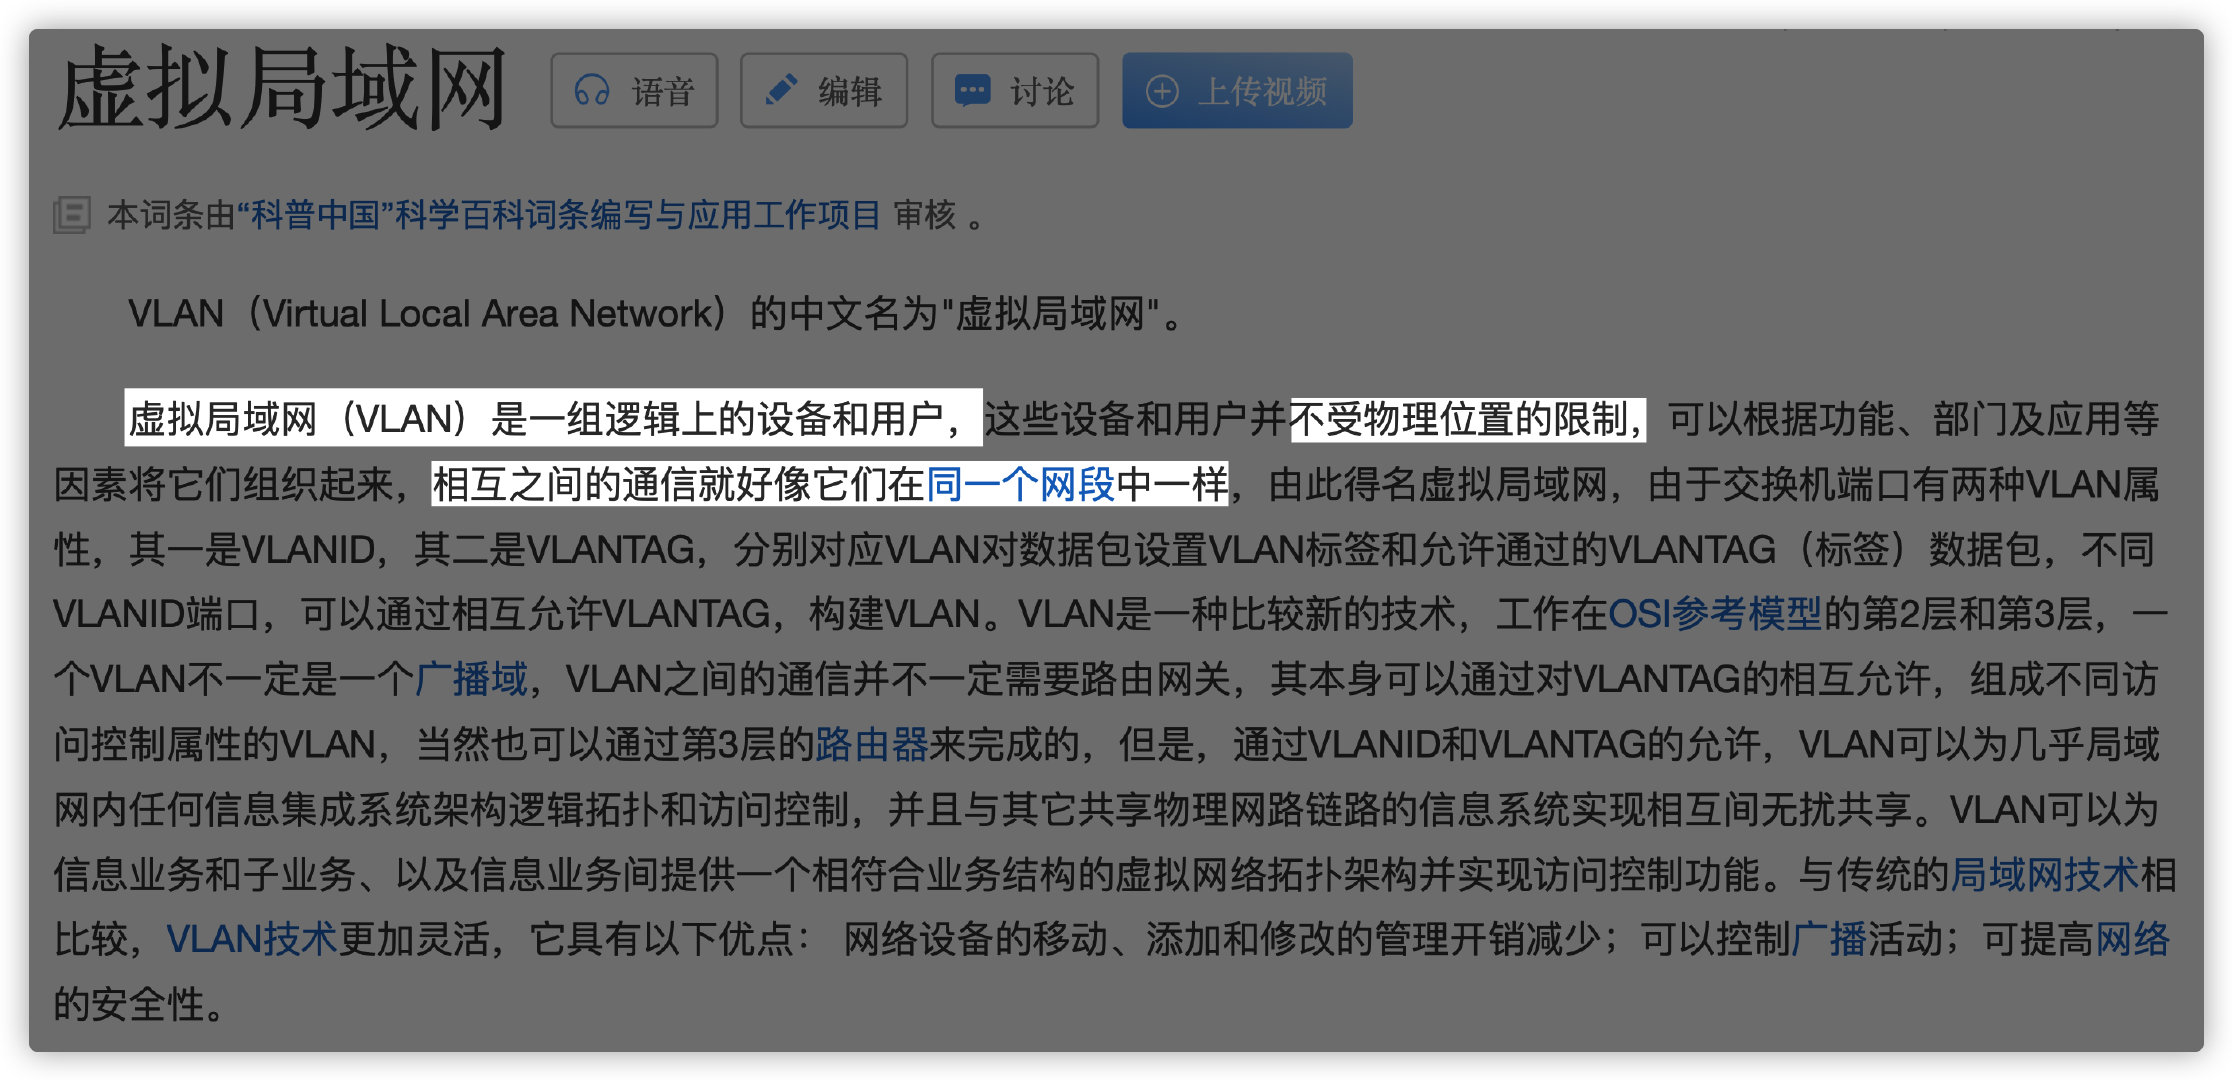 虚拟局域网 语音 编辑 讨论 上传视频
本词条由“科普中国”科学百科词条编写与应用工作项目 审核 。
VLAN（Virtual Local Area Network）的中文名为"虚拟局域网"。
虚拟局域网（VLAN）是一组逻辑上的设备和用户，这些设备和用户并不受物理位置的限制，可以根据功能、部门及应用等
因素将它们组织起来，相互之间的通信就好像它们在同一个网段中一样，由此得名虚拟局域网，由于交换机端口有两种VLAN属
性，其一是VLANID，其二是VLANTAG，分别对应VLAN对数据包设置VLAN标签和允许通过的VLANTAG（标签）数据包，不同
VLANID端口，可以通过相互允许VLANTAG，构建VLAN。VLAN是一种比较新的技术，工作在OSI参考模型的第2层和第3层，一
个VLAN不一定是一个广播域，VLAN之间的通信并不一定需要路由网关，其本身可以通过对VLANTAG的相互允许，组成不同访
问控制属性的VLAN，当然也可以通过第3层的路由器来完成的，但是，通过VLANID和VLANTAG的允许，VLAN可以为几乎局域
网内任何信息集成系统架构逻辑拓扑和访问控制，并且与其它共享物理网路链路的信息系统实现相互间无扰共享。VLAN可以为
信息业务和子业务、以及信息业务间提供一个相符合业务结构的虚拟网络拓扑架构并实现访问控制功能。与传统的局域网技术相
比较，VLAN技术更加灵活，它具有以下优点： 网络设备的移动、添加和修改的管理开销减少；可以控制广播活动；可提高网络
的安全性。